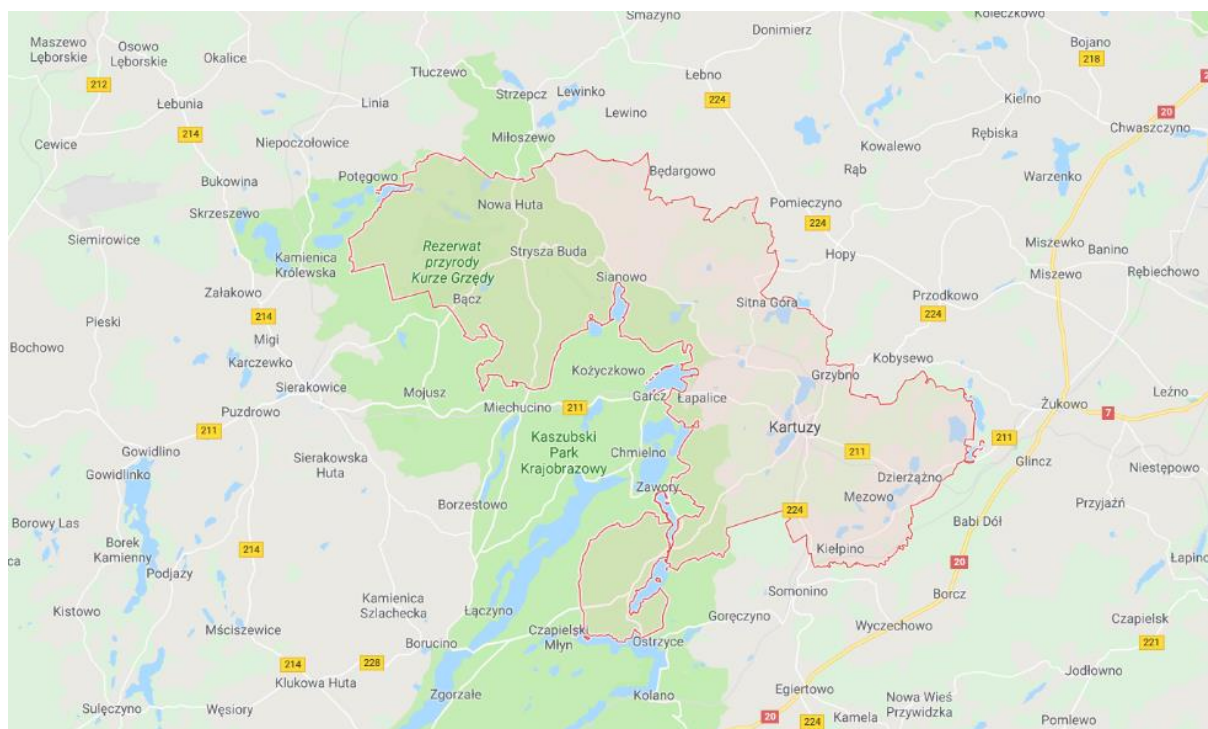 Smażyno
Koleczkowo
Donimierz
Maszewo
Lęborskie
Osowo
Lęborskie
Okalice
Bojano
218
Tłuczewo
Łebno
212
Strzepcz
Lewinko
224
Kielno
20
Łebunia
Linia
Lewino
Chwaszczyno
214
Miłoszewo
Rębiska
Cewice
Niepoczołowice
Kowalewo
Potęgowo
Będargowo
Rąb
Warzenko
Bukowina
Nowa Huta
Pomieczyno
Skrzeszewo
224
Siemirowice
Rezerwat
przyrody
Kurze Grzędy
Strysza Buda
Hopy
Miszewko
Banino
Kamienica
Królewska
Sianowo
Miszewo
Rębiechowo
Załakowo
Bącz
Sitna Góra
Przodkowo
224
214
Pieski
Migi
Bochowo
Karczewko
Kobysewo
Kożyczkowo
Grzybno
Sierakowice
Mojusz
Garcz
Łapalice
Leźno
Puzdrowo
Miechucino
211
Żukowo
7
211
Kartuzy
211
Gowidlino
Kaszubski
Park
Krajobrazowy
Chmielno
211
Glincz
Sierakowska
Huta
Niestępowo
Gowidlinko
Dzierżążno
Zawory
Mezowo
Borzestowo
Przyjaźń
Borowy Las
224
Babi Dół
Borek
Kamienny
214
Kiełpino
Podjazy
20
Łapino
Kistowo
Kamienica
Szlachecka
Somonino
Borcz
Łączyno
Goręczyno
Mściszewice
Czapielski
Młyn
Wyczechowo
Czapielsk
Borucino
Ostrzyce
221
214
228
Jodłowno
Klukowa Huta
Zgorzałe
Kolano
Egiertowo
Nowa Wieś
Przywidzka
Sulęczyno
Węsiory
20
224
Kamela
Pomlewo